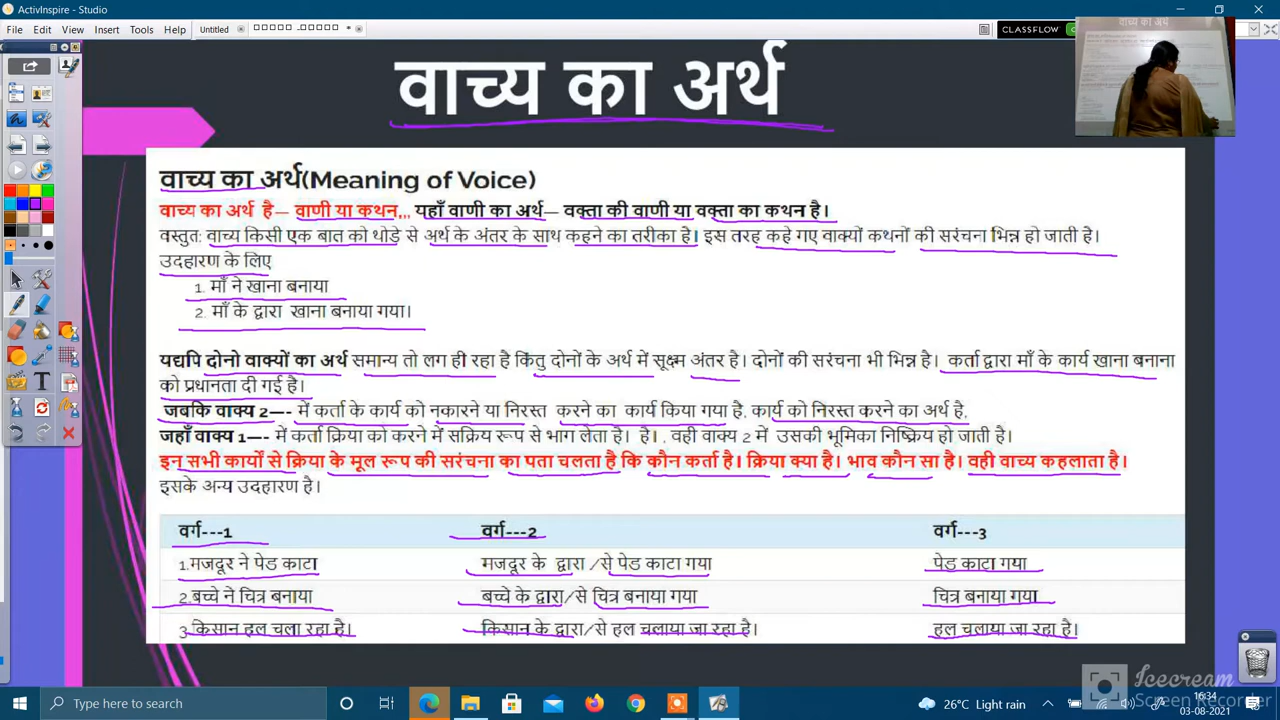 ActivInspire - Studio
File Edit View Insert Tools Help Untitled
CLASSFLOW
वाच्य का अर्थ
वाच्य का अर्थ(Meaning of Voice)
वाच्य का अर्थ है— वाणी या कथन,,, यहाँ वाणी का अर्थ— वक्ता की वाणी या वक्ता का कथन है।
वस्तुतः वाच्य किसी एक बात को थोडे से अर्थ के अंतर के साथ कहने का तरीका है। इस तरह कहे गए वाक्यों कथनों की सरंचना भिन्न हो जाती है।
उदहारण के लिए
1. माँ ने खाना बनाया
2. माँ के द्वारा खाना बनाया गया।
यद्यपि दोनो वाक्यों का अर्थ समान्य तो लग ही रहा है किंतु दोनों के अर्थ में सूक्ष्म अंतर है। दोनों की सरंचना भी भिन्न है। कर्ता द्वारा माँ के कार्य खाना बनाना
को प्रधानता दी गई है।
जबकि वाक्य 2—- में कर्ता के कार्य को नकारने या निरस्त करने का कार्य किया गया है, कार्य को निरस्त करने का अर्थ है,
जहाँ वाक्य 1—- में कर्ता क्रिया को करने में सक्रिय रूप से भाग लेता है। है। , वही वाक्य 2 में उसकी भूमिका निष्क्रिय हो जाती है।
इन सभी कार्यों से क्रिया के मूल रूप की सरंचना का पता चलता है कि कौन कर्ता है। क्रिया क्या है। भाव कौन सा है। वही वाच्य कहलाता है।
इसके अन्य उदहारण है।
वर्ग---1 वर्ग---2 वर्ग---3
1.मजदूर ने पेड काटा मजदूर के द्वारा /से पेड काटा गया पेड काटा गया
2.बच्चे ने चित्र बनाया बच्चे के द्वारा/से चित्र बनाया गया चित्र बनाया गया
3.किसान हल चला रहा है। किसान के द्वारा/से हल चलाया जा रहा है। हल चलाया जा रहा है।
Icecream
Screen Recorder
Type here to search 26°C Light rain 16:34
03-08-2021